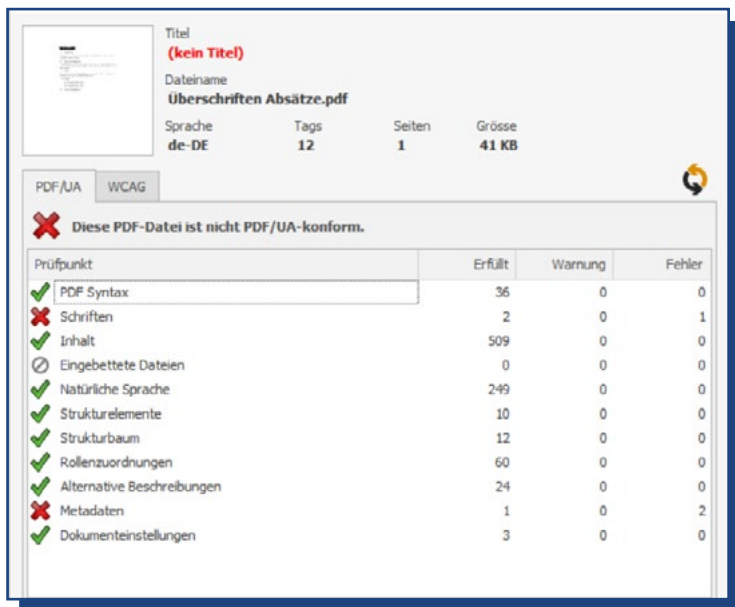 Titel
(kein Titel)
Dateiname
Überschriften Absätze.pdf
Sprache Tags Seiten Grösse
de-DE 12 1 41 KB
PDF/UA WCAG
Diese PDF-Datei ist nicht PDF/UA-konform.
Prüfpunkt Erfüllt Warnung Fehler
PDF Syntax 36 0 0
Schriften 2 0 1
Inhalt 509 0 0
Eingebettete Dateien 0 0 0
Natürliche Sprache 249 0 0
Strukturelemente 10 0 0
Strukturbaum 12 0 0
Rollenzuordnungen 60 0 0
Alternative Beschreibungen 24 0 0
Metadaten 1 0 2
Dokumenteinstellungen 3 0 0